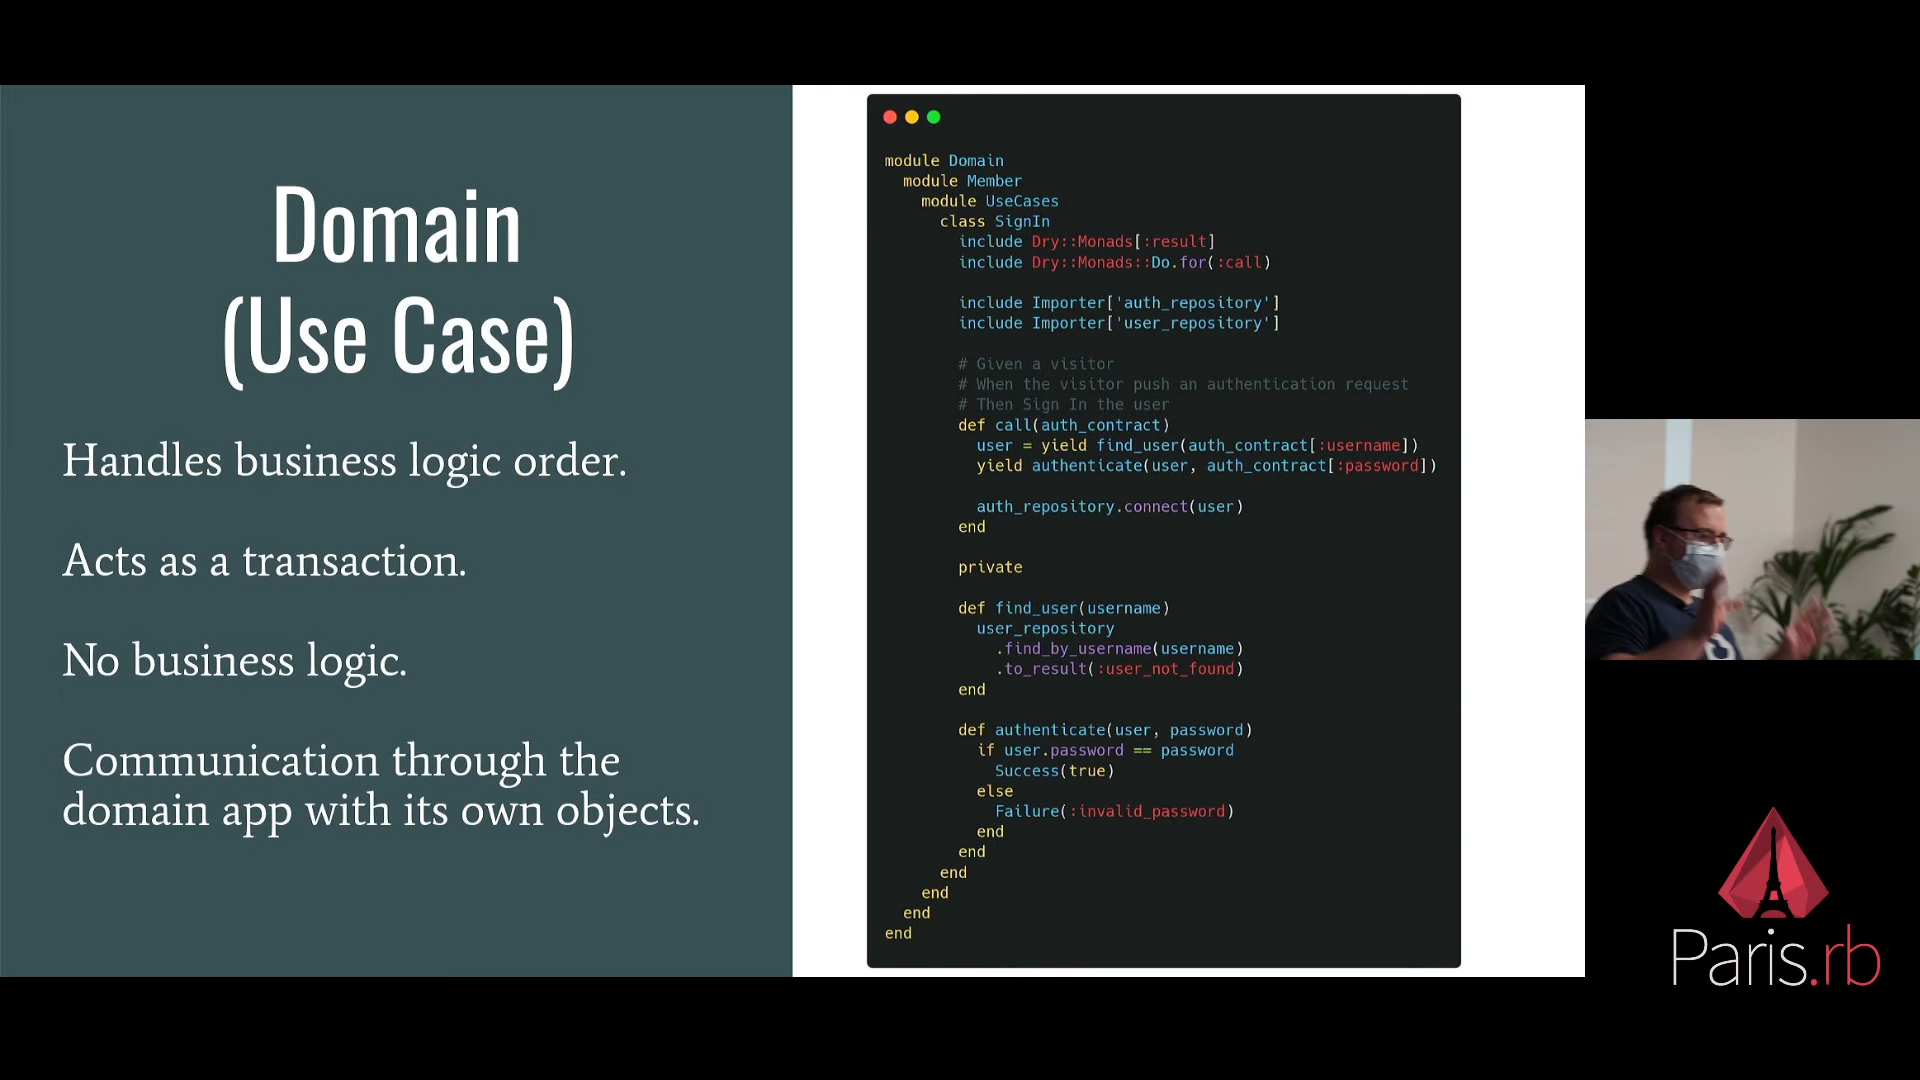 Domain
(Use Case)
Handles business logic order.
Acts as a transaction.
No business logic.
Communication through the
domain app with its own objects.
module Domain
  module Member
    module UseCases
      class SignIn
        include Dry::Monads[:result]
        include Dry::Monads::Do.for(:call)
        include Importer['auth_repository']
        include Importer['user_repository']
        # Given a visitor
        # When the visitor push an authentication request
        # Then Sign In the user
        def call(auth_contract)
          user = yield find_user(auth_contract[:username])
          yield authenticate(user, auth_contract[:password])
          auth_repository.connect(user)
        end
        private
        def find_user(username)
          user_repository
            .find_by_username(username)
            .to_result(:user_not_found)
        end
        def authenticate(user, password)
          if user.password == password
            Success(true)
          else
            Failure(:invalid_password)
          end
        end
      end
    end
  end
end
Paris.rb